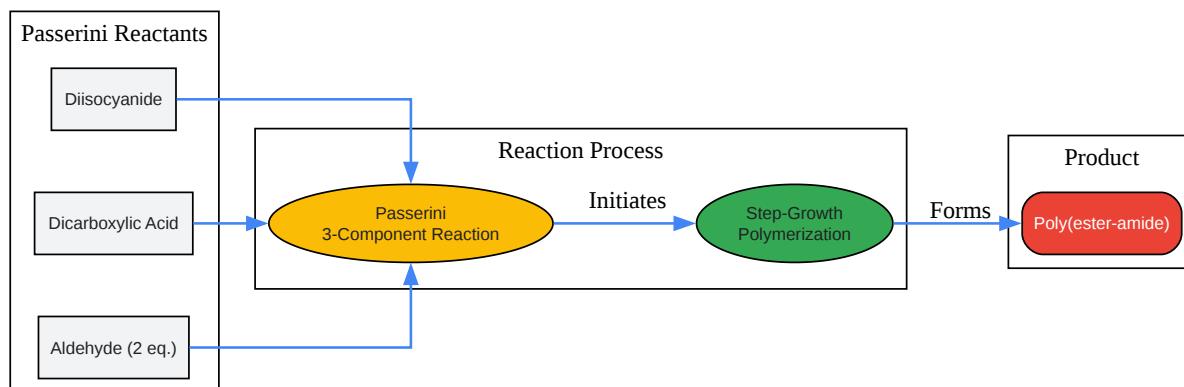 Passerini Reactants
Diisocyanide
Dicarboxylic Acid
Aldehyde (2 eq.)
Reaction Process
Passerini
3-Component Reaction
Initiates
Step-Growth
Polymerization
Forms
Product
Poly(ester-amide)